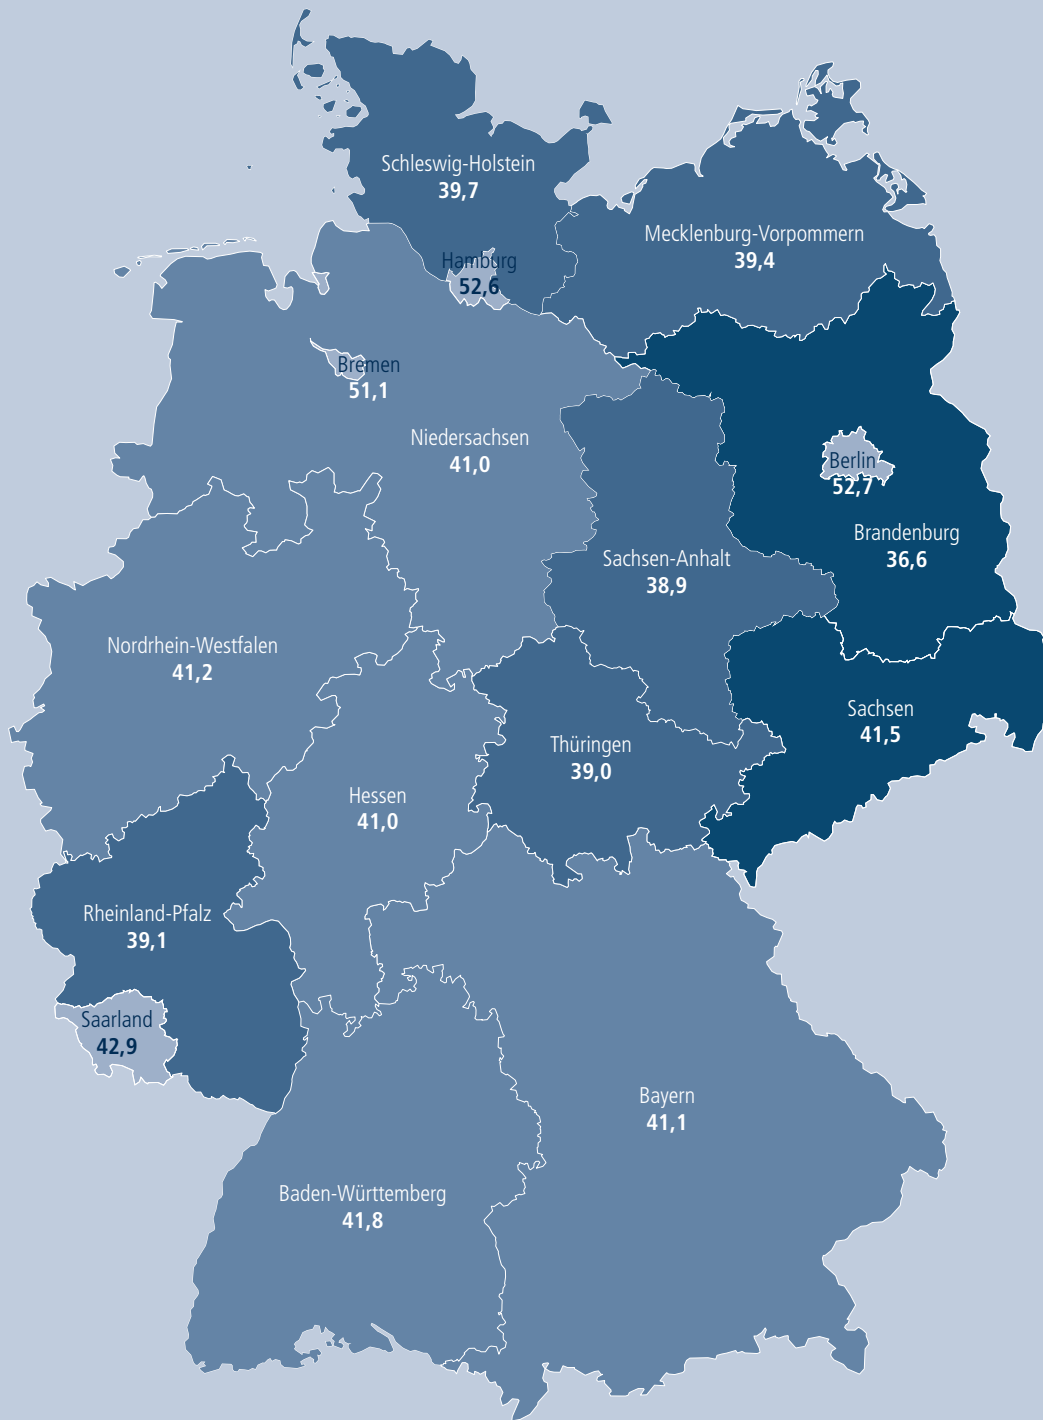 Schleswig-Holstein
39,7
Mecklenburg-Vorpommern
39,4
Hamburg
52,6
Bremen
51,1
Niedersachsen
41,0
Berlin
52,7
Brandenburg
36,6
Sachsen-Anhalt
38,9
Nordrhein-Westfalen
41,2
Sachsen
41,5
Thüringen
39,0
Hessen
41,0
Rheinland-Pfalz
39,1
Saarland
42,9
Bayern
41,1
Baden-Württemberg
41,8